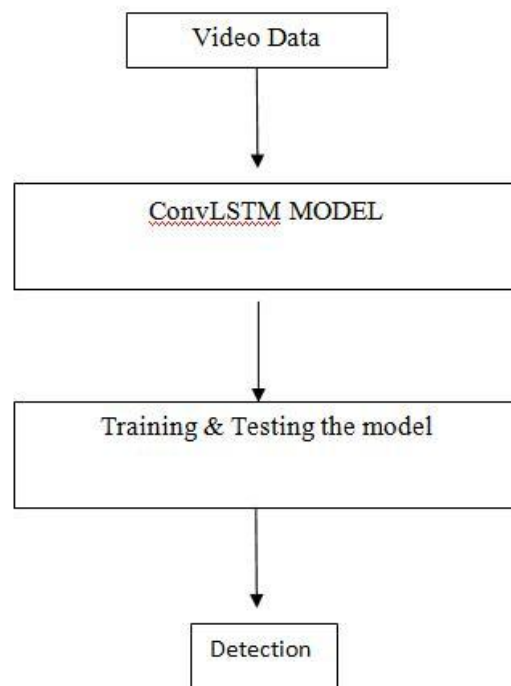 Video Data
ConvLSTM MODEL
Training & Testing the model
Detection